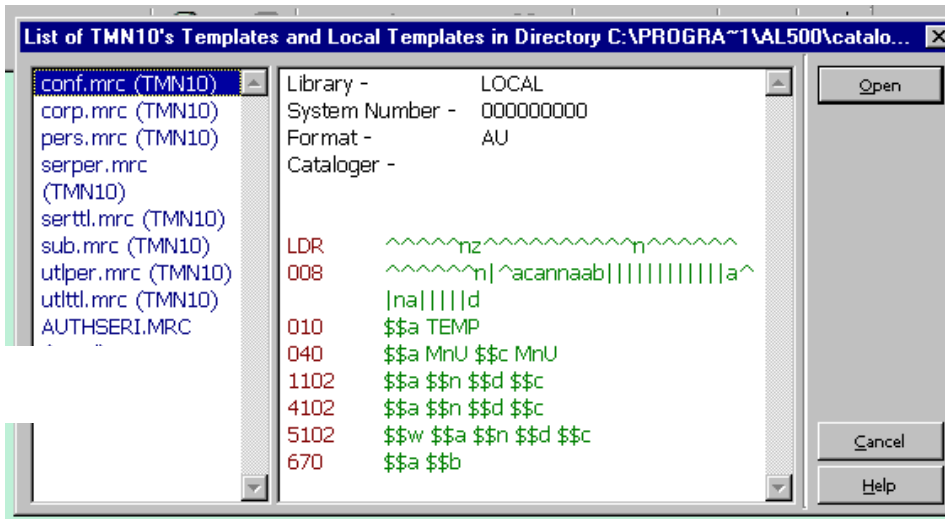 List of TMN10's Templates and Local Templates in Directory C:\PROGRA~1\AL500\catalo...
conf.mrc (TMN10)
corp.mrc (TMN10)
pers.mrc (TMN10)
serper.mrc
(TMN10)
serttl.mrc (TMN10)
sub.mrc (TMN10)
utlper.mrc (TMN10)
utlttl.mrc (TMN10)
AUTHSERI.MRC
Library - LOCAL
System Number - 000000000
Format - AU
Cataloger -
LDR ^^^^^nz^^^^^^^^^^^n^^^^^^
008 ^^^^^^n|^acannaab||||||||||||a^
|na|||||d
010 $$a TEMP
040 $$a MnU $$c MnU
1102 $$a $$n $$d $$c
4102 $$a $$n $$d $$c
5102 $$w $$a $$n $$d $$c
670 $$a $$b
Open
Cancel
Help